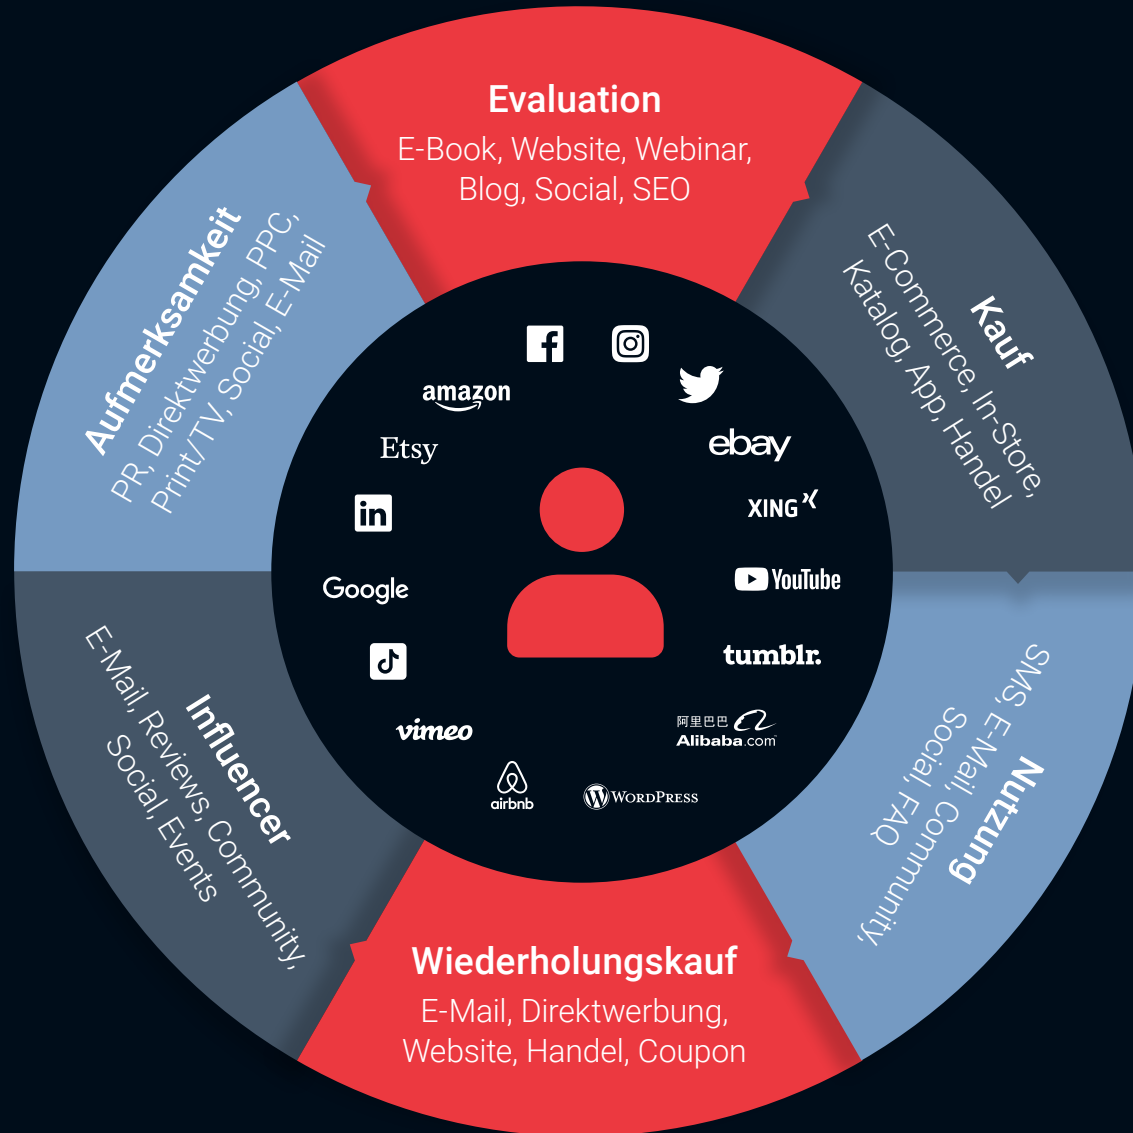 Evaluation
E-Book, Website, Webinar,
Blog, Social, SEO
Kauf
E-Commerce, In-Store,
Katalog, App, Handel
Nutzung
SMS, E-Mail, Community,
Social, FAQ
Wiederholungskauf
E-Mail, Direktwerbung,
Website, Handel, Coupon
Influencer
E-Mail, Reviews, Community,
Social, Events
Aufmerksamkeit
PR, Direktwerbung, PPC,
Print/TV, Social, E-Mail
amazon
Etsy
in
Google
vimeo
airbnb
ebay
XING
YouTube
tumblr.
阿里巴巴
Alibaba.com
WORDPRESS